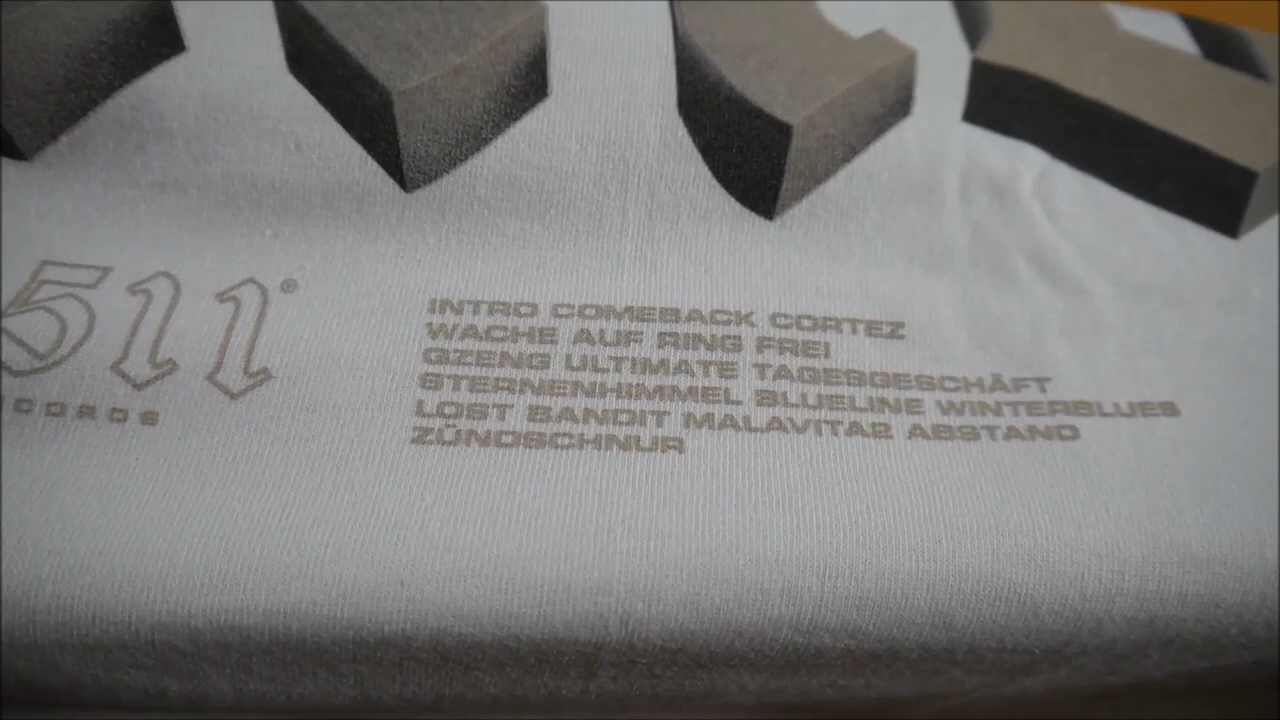 511°
CORDS
INTRO COMEBACK CORTEZ
WACHE AUF RING FREI
GZENG ULTIMATE TAGESGESCHÄFT
STERNENHIMMEL BLUELINE WINTERBLUES
LOST BANDIT MALAVITA2 ABSTAND
ZÜNDSCHNUR